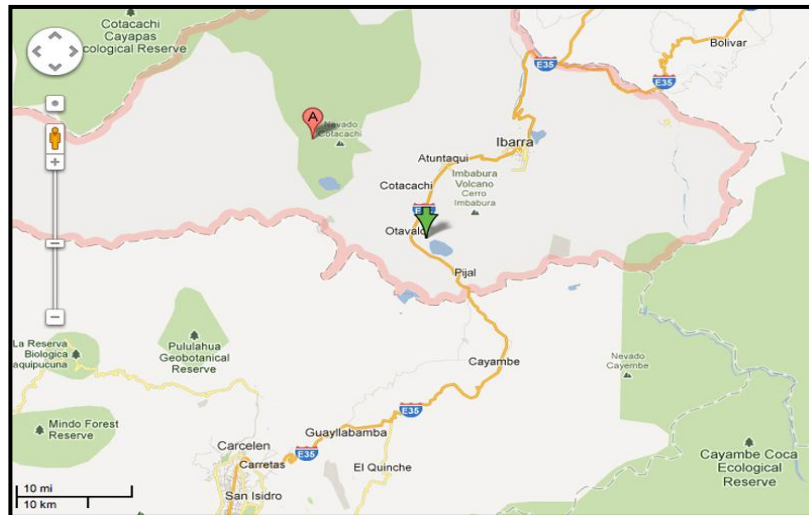 Cotacachi
Cayapas
Ecological Reserve
Bolivar
E35
E35
A
Nevado
Cotacachi
Ibarra
Atuntaqui
Imbabura
Volcano
Cerro
Imbabura
Cotacachi
Otavalo
Pijal
La Reserva
Biologica
aquipucuna
Pululahua
Geobotanical
Reserve
Cayambe
Nevado
Cayembe
E35
Mindo Forest
Reserve
Guayllabamba
Carcelen
E35
Carretas
El Quinche
San Isidro
Cayambe Coca
Ecological
Reserve
10 mi
10 km